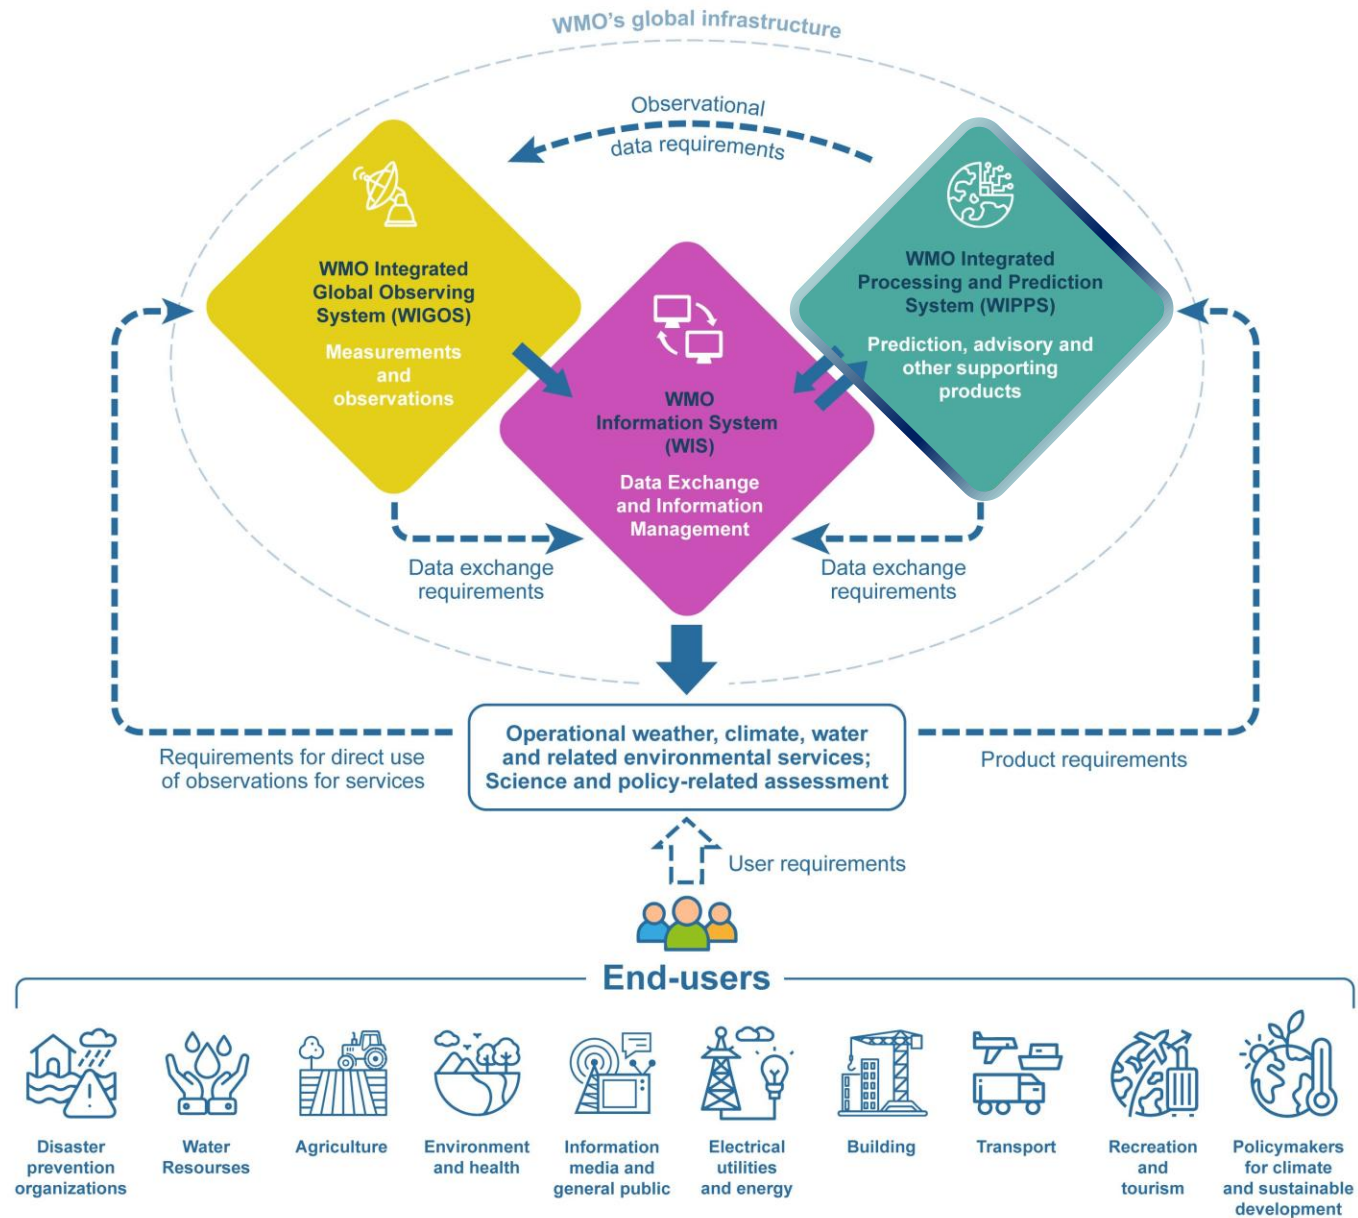 WMO's global infrastructure
Observational
data requirements
WMO Integrated
Global Observing
System (WIGOS)
Measurements
and
observations
WMO
Information System
(WIS)
Data Exchange
and Information
Management
WMO Integrated
Processing and Prediction
System (WIPPS)
Prediction, advisory and
other supporting
products
Data exchange
requirements
Data exchange
requirements
Requirements for direct use
of observations for services
Operational weather, climate, water
and related environmental services;
Science and policy-related assessment
Product requirements
User requirements
End-users
Disaster
prevention
organizations
Water
Resourses
Agriculture
Environment
and health
Information
media and
general public
Electrical
utilities
and energy
Building
Transport
Recreation
and
tourism
Policymakers
for climate
and sustainable
development